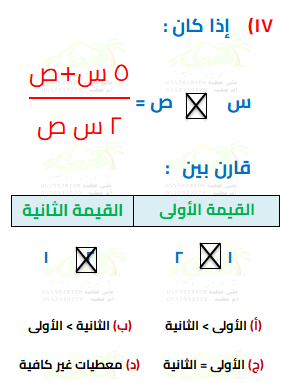 ١٧) إذا كان :
س ⊠ ص = ٥ س+ص / ٢ س ص
قارن بين :
القيمة الأولى القيمة الثانية
١ ⊠ ٢ ٢ ⊠ ١
(أ) الأولى > الثانية (ب) الثانية > الأولى
(ج) الأولى = الثانية (د) معطيات غير كافية